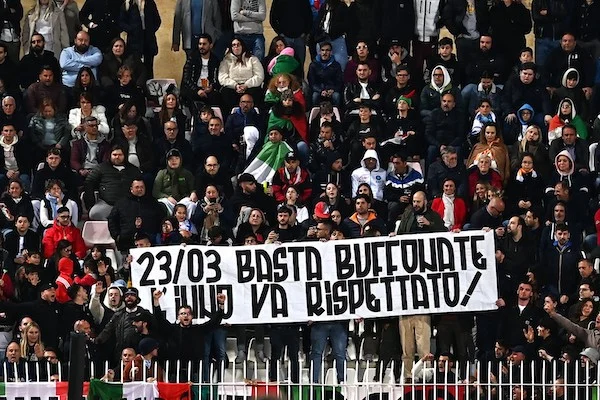 23/03 BASTA BUFFONATE
L'INNO VA RISPETTATO!